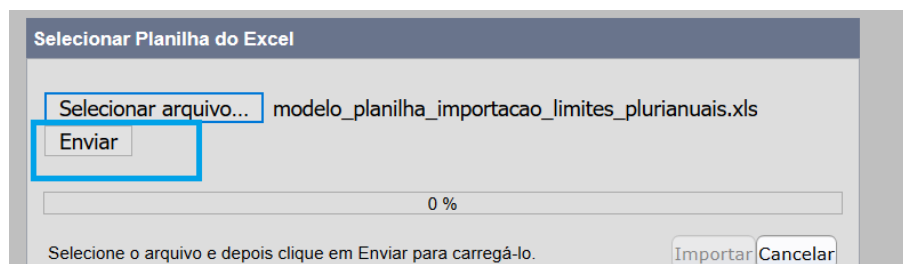 Selecionar Planilha do Excel
Selecionar arquivo... modelo_planilha_importacao_limites_plurianuais.xls
Enviar
0 %
Selecione o arquivo e depois clique em Enviar para carregá-lo. Importar Cancelar